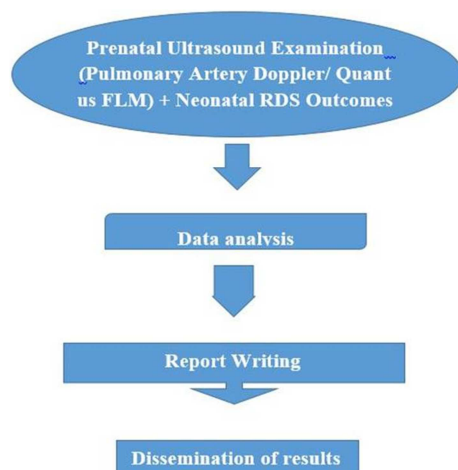 Prenatal Ultrasound Examination
(Pulmonary Artery Doppler/ Quant
us FLM) + Neonatal RDS Outcomes
Data analysis
Report Writing
Dissemination of results